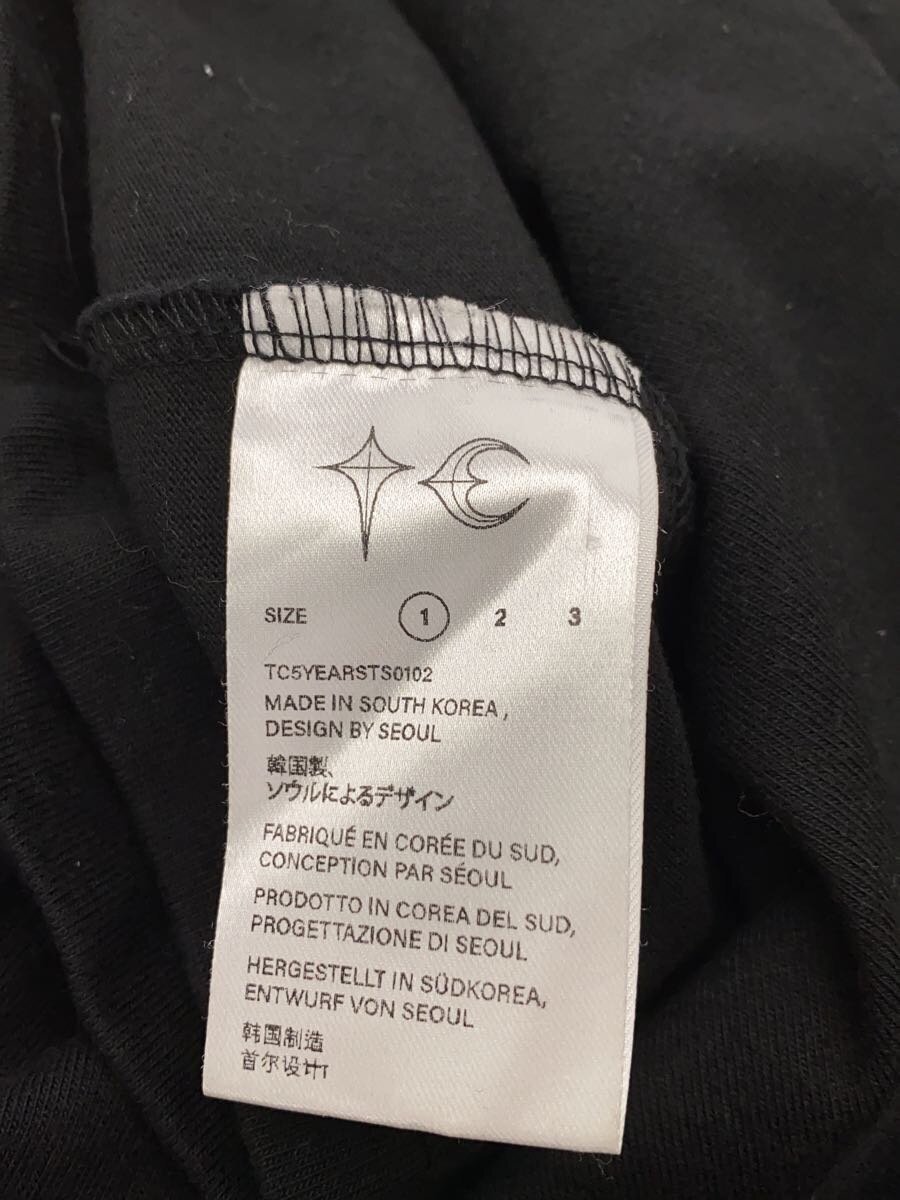 SIZE 1 2 3
TC5YEARSTS0102
MADE IN SOUTH KOREA ,
DESIGN BY SEOUL
韓国製、
ソウルによるデザイン
FABRIQUÉ EN CORÉE DU SUD,
CONCEPTION PAR SÉOUL
PRODOTTO IN COREA DEL SUD,
PROGETTAZIONE DI SEOUL
HERGESTELLT IN SÜDKOREA,
ENTWURF VON SEOUL
韩国制造
首尔设计T